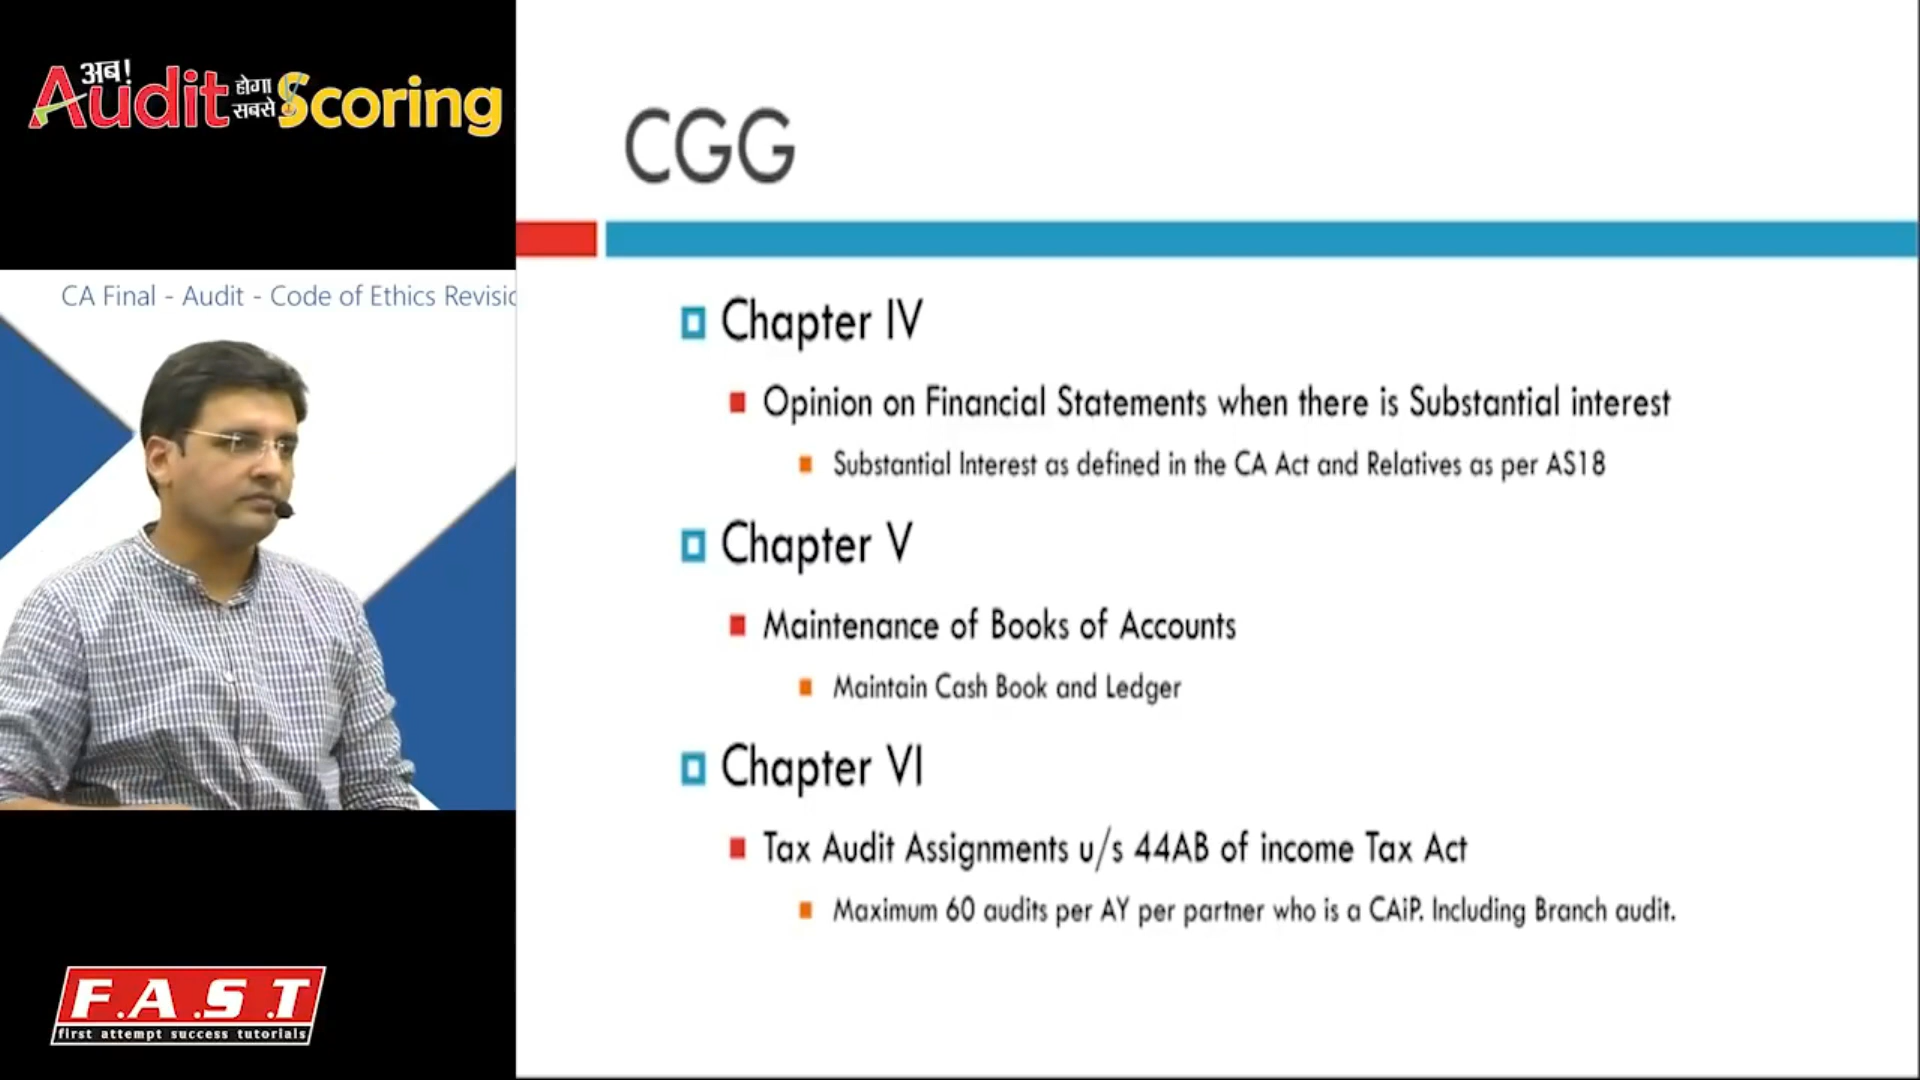 अब!
Audit होगा सबसे Scoring
CA Final - Audit - Code of Ethics Revisio
F.A.S.T
first attempt success tutorials
CGG
Chapter IV
Opinion on Financial Statements when there is Substantial interest
Substantial Interest as defined in the CA Act and Relatives as per AS18
Chapter V
Maintenance of Books of Accounts
Maintain Cash Book and Ledger
Chapter VI
Tax Audit Assignments u/s 44AB of income Tax Act
Maximum 60 audits per AY per partner who is a CAiP. Including Branch audit.